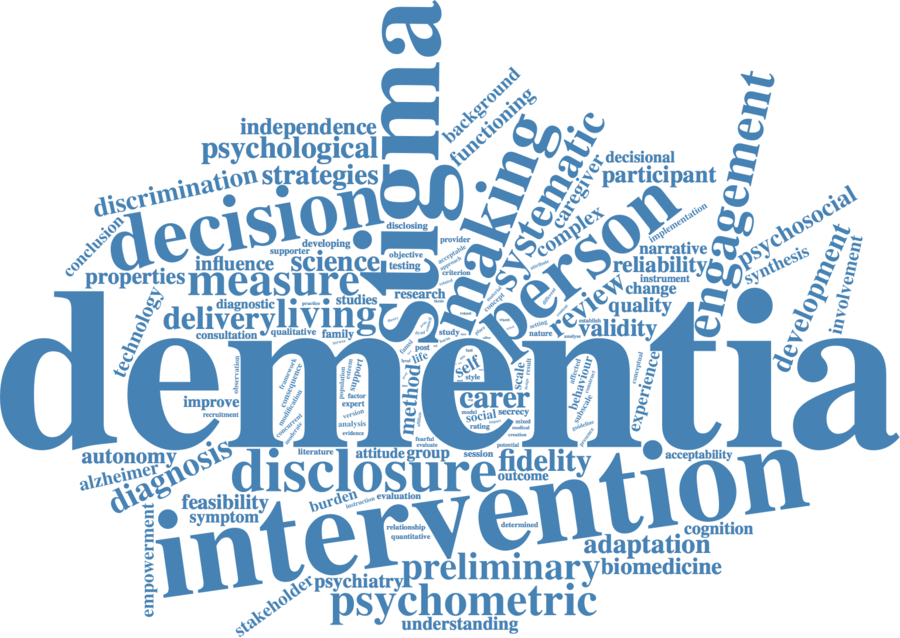 stigma
background
functioning
independence
psychological
strategies
discrimination
decision
conclusion
making
systematic
caregiver
decisional
participant
complex
person
implementation
engagement
psychosocial
synthesis
development
involvement
disclosing
provider
developing
supporter
science
objective
testing
acceptable
approach
criterion
influence
properties
measure
narrative
reliability
instrument
change
quality
validity
review
research
concept
diagnostic
studies
practice
delivery
living
technology
consultation
qualitative
family
study
setting
nature
dementia
observation
framework
consequence
modification
concurrent
moderate
population
esteem
support
factor
expert
version
analysis
evidence
improve
recruitment
post
life
method
self
style
scale
result
carer
model
social
secrecy
rating
mixed
medical
creation
affected
behaviour
subscale
guideline
conceptual
experience
fearful
evaluate
potential
autonomy
alzheimer
diagnosis
literature
attitude
group
session
disclosure
fidelity
outcome
acceptability
feasibility
symptom
burden
instruction
evaluation
intervention
relationship
quantitative
determined
cognition
adaptation
empowerment
preliminary
biomedicine
stakeholder
psychiatry
psychometric
understanding